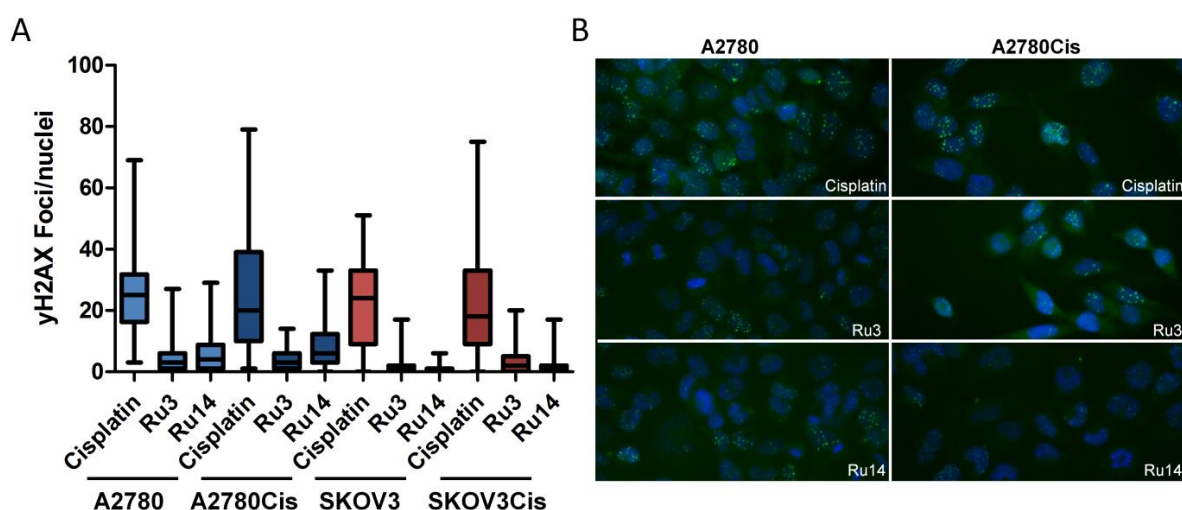 A
yH2AX Foci/nuclei
100
80
60
40
20
0
Cisplatin
Ru3
Ru14
Cisplatin
Ru3
Ru14
Cisplatin
Ru3
Ru14
Cisplatin
Ru3
Ru14
A2780
A2780Cis
SKOV3
SKOV3Cis
B
A2780
A2780Cis
Cisplatin
Cisplatin
Ru3
Ru3
Ru14
Ru14